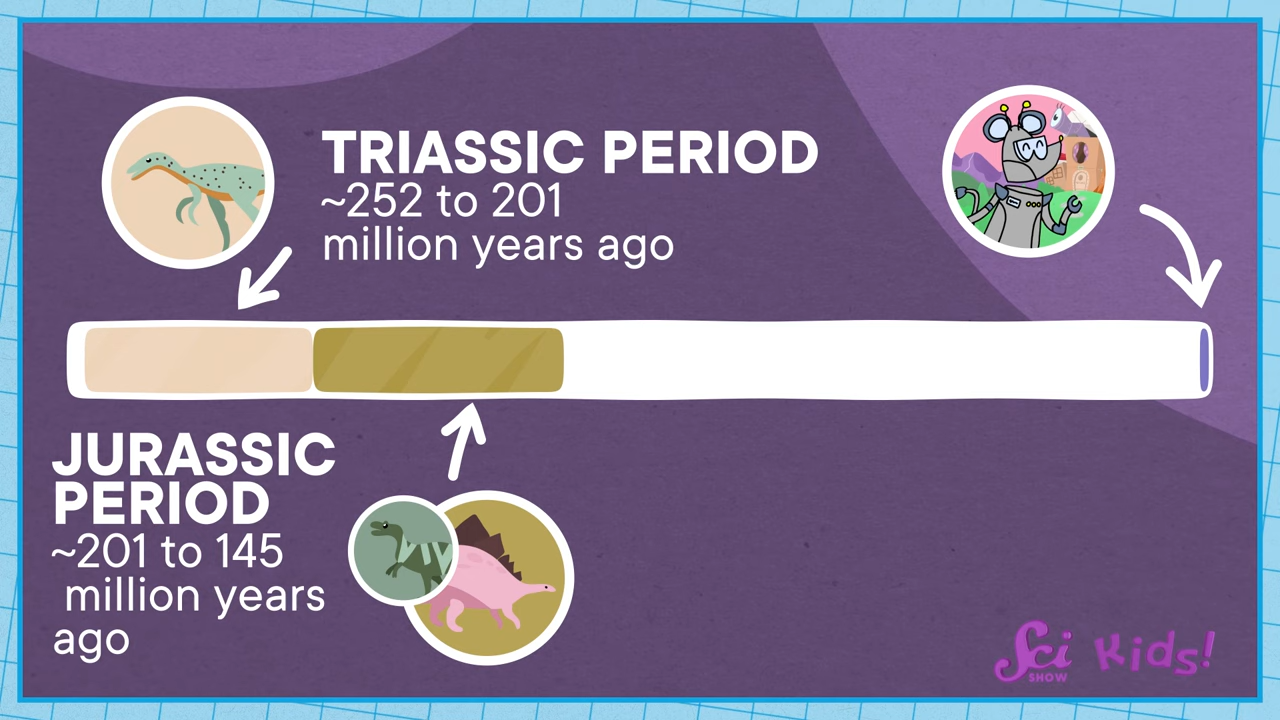 TRIASSIC PERIOD
~252 to 201
million years ago
JURASSIC
PERIOD
~201 to 145
million years
ago
Sci Kids!
SHOW